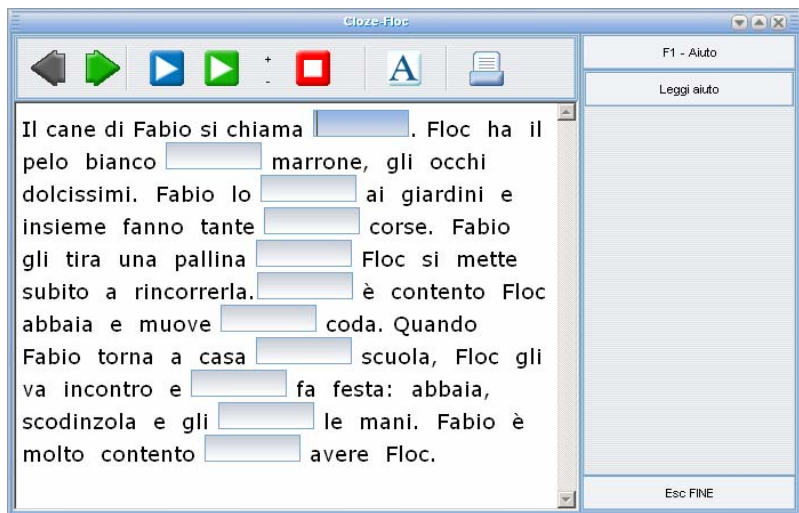 Cloze-Floc
F1 - Aiuto
Leggi aiuto
+
-
A
Il cane di Fabio si chiama . Floc ha il
pelo bianco marrone, gli occhi
dolcissimi. Fabio lo ai giardini e
insieme fanno tante corse. Fabio
gli tira una pallina Floc si mette
subito a rincorrerla. è contento Floc
abbaia e muove coda. Quando
Fabio torna a casa scuola, Floc gli
va incontro e fa festa: abbaia,
scodinzola e gli le mani. Fabio è
molto contento avere Floc.
Esc FINE